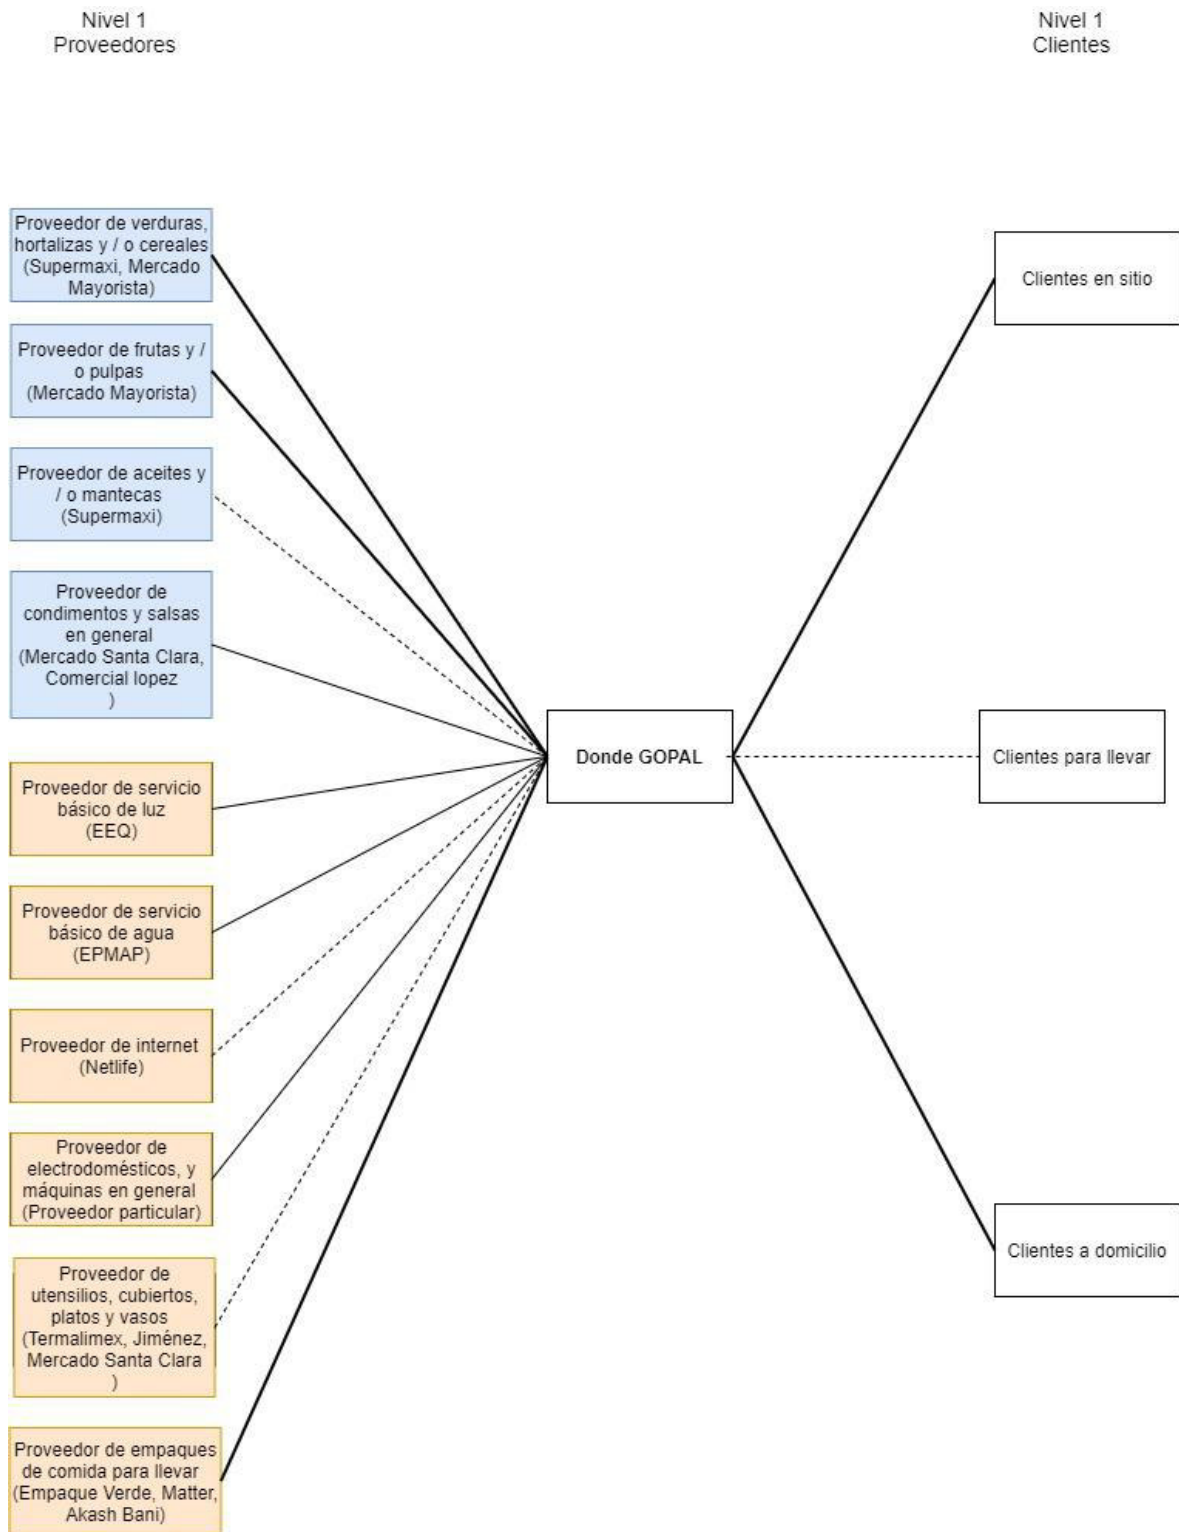 Nivel 1
Proveedores
Nivel 1
Clientes
Proveedor de verduras,
hortalizas y / o cereales
(Supermaxi, Mercado
Mayorista)
Proveedor de frutas y /
o pulpas
(Mercado Mayorista)
Proveedor de aceites y
/ o mantecas
(Supermaxi)
Proveedor de
condimentos y salsas
en general
(Mercado Santa Clara,
Comercial lopez
)
Proveedor de servicio
básico de luz
(EEQ)
Proveedor de servicio
básico de agua
(EPMAP)
Proveedor de internet
(Netlife)
Proveedor de
electrodomésticos, y
máquinas en general
(Proveedor particular)
Proveedor de
utensilios, cubiertos,
platos y vasos
(Termalimex, Jiménez,
Mercado Santa Clara
)
Proveedor de empaques
de comida para llevar
(Empaque Verde, Matter,
Akash Bani)
Donde GOPAL
Clientes en sitio
Clientes para llevar
Clientes a domicilio